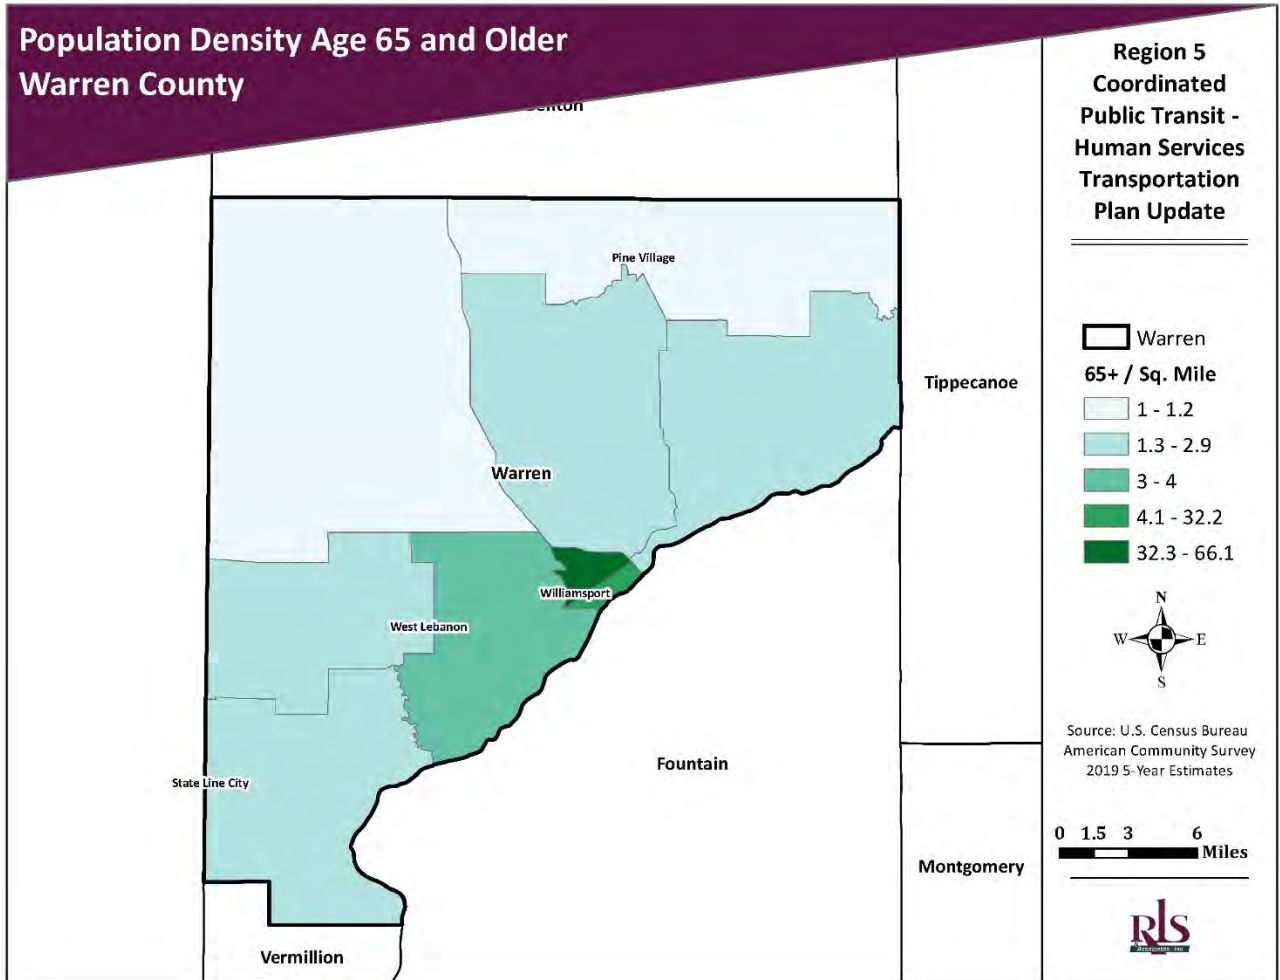 Population Density Age 65 and Older
Warren County
Region 5
Coordinated
Public Transit -
Human Services
Transportation
Plan Update
Pine Village
Warren
65+ / Sq. Mile
1 - 1.2
1.3 - 2.9
3 - 4
4.1 - 32.2
32.3 - 66.1
Tippecanoe
Warren
Williamsport
West Lebanon
N
W
E
S
State Line City
Fountain
Source: U.S. Census Bureau
American Community Survey
2019 5-Year Estimates
0 1.5 3 6
Miles
Montgomery
Vermillion
RLS
& Associates, Inc.